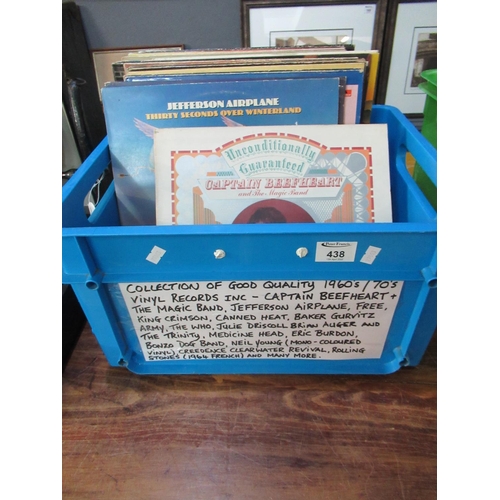 JEFFERSON AIRPLANE
THIRTY SECONDS OVER WINTERLAND
Unconditionally
Guaranteed
CAPTAIN BEEFHEART
and The Magic Band
438
COLLECTION OF GOOD QUALITY 1960's/70's
VINYL RECORDS INC - CAPTAIN BEEFHEART +
THE MAGIC BAND, JEFFERSON AIRPLANE, FREE,
KING CRIMSON, CANNED HEAT, BAKER GURVITZ
ARMY, THE WHO, JULIE DRISCOLL BRIAN AUGER AND
THE TRINITY, MEDICINE HEAD, ERIC BURDON,
BONZO DOG BAND, NEIL YOUNG (MONO - COLOURED
VINYL), CREEDENCE CLEARWATER REVIVAL, ROLLING
STONES (1964 FRENCH) AND MANY MORE.